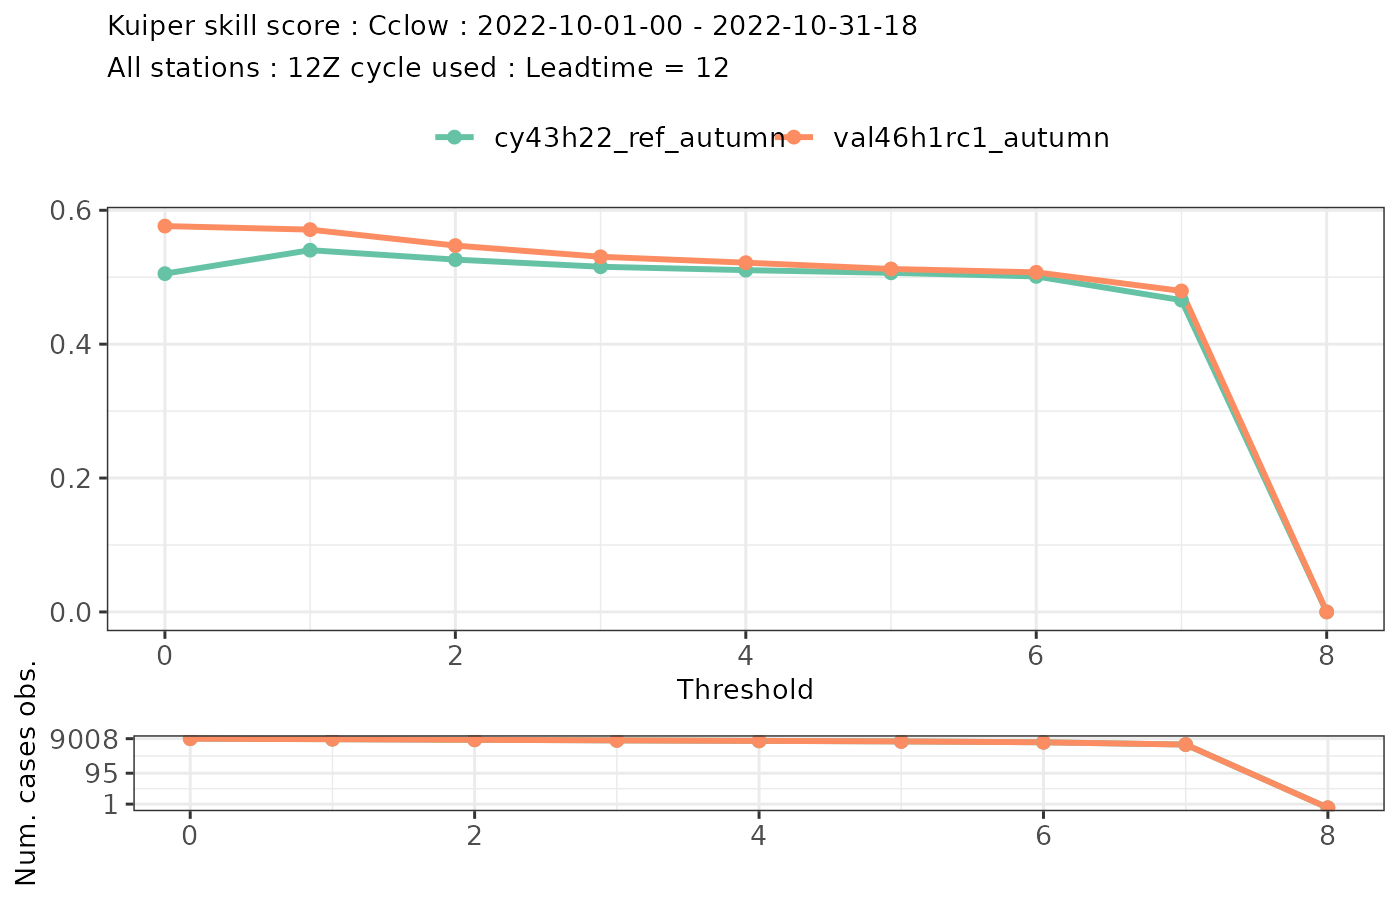 Kuiper skill score : Cclow : 2022-10-01-00 - 2022-10-31-18
All stations : 12Z cycle used : Leadtime = 12
cy43h22_ref_autumn val46h1rc1_autumn
0.6
0.4
0.2
0.0
0 2 4 6 8
Threshold
Num. cases obs.
9008
95
1
0 2 4 6 8